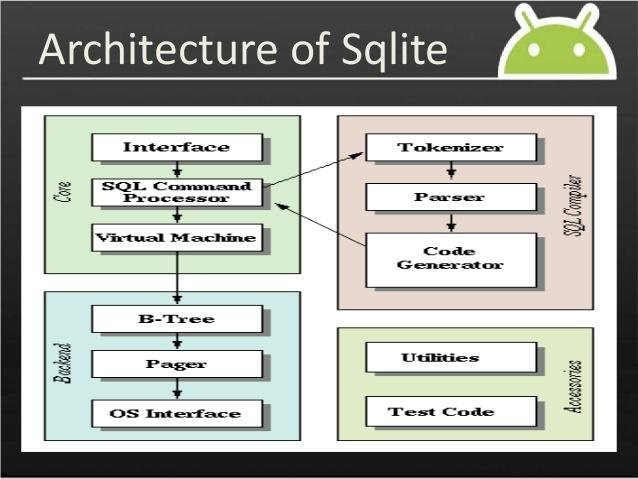 Architecture of Sqlite
Core
Interface
SQL Command
Processor
Virtual Machine
SQL Compiler
Tokenizer
Parser
Code
Generator
Backend
B-Tree
Pager
OS Interface
Accessories
Utilities
Test Code